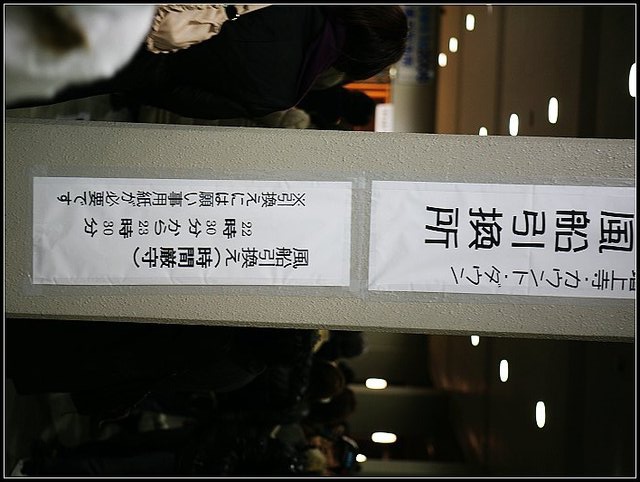 上寺・カウント・ダウン
風船引換所
風船引換え(時間厳守)
22時30分から23時30分
※引換えには願い事用紙が必要です